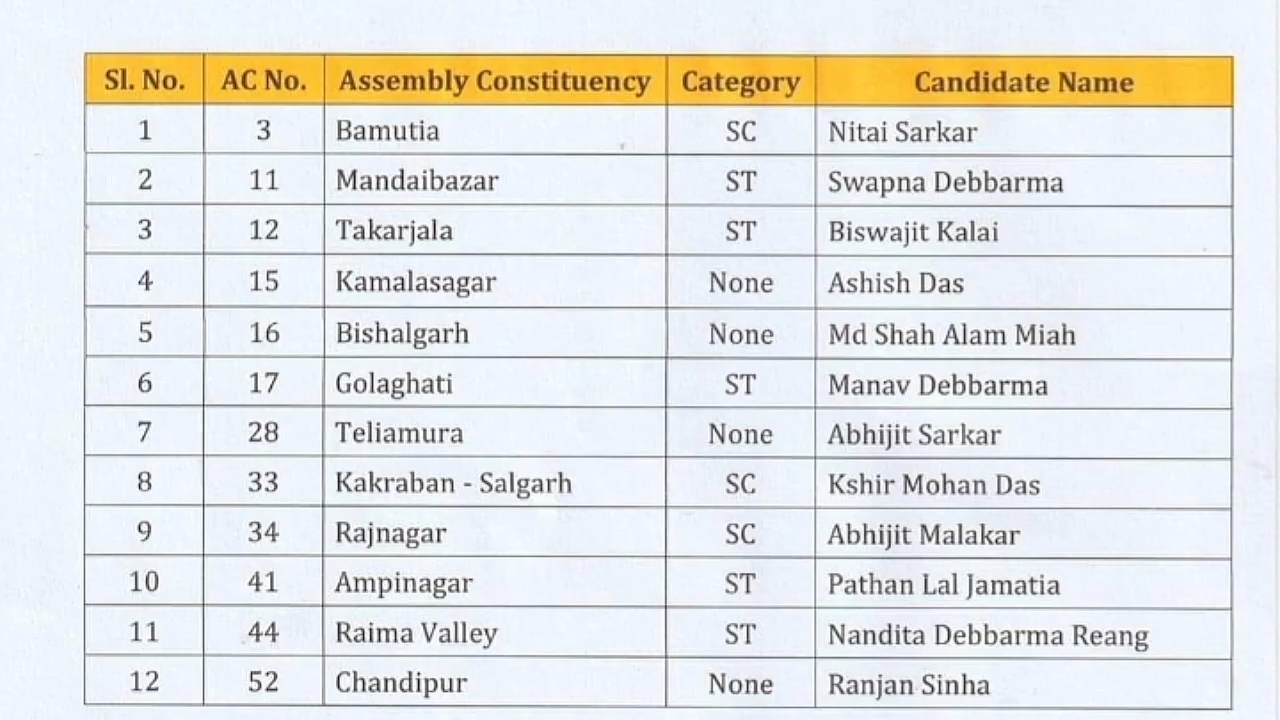 Sl. No. AC No. Assembly Constituency Category Candidate Name
1 3 Bamutia SC Nitai Sarkar
2 11 Mandaibazar ST Swapna Debbarma
3 12 Takarjala ST Biswajit Kalai
4 15 Kamalasagar None Ashish Das
5 16 Bishalgarh None Md Shah Alam Miah
6 17 Golaghati ST Manav Debbarma
7 28 Teliamura None Abhijit Sarkar
8 33 Kakraban - Salgarh SC Kshir Mohan Das
9 34 Rajnagar SC Abhijit Malakar
10 41 Ampinagar ST Pathan Lal Jamatia
11 44 Raima Valley ST Nandita Debbarma Reang
12 52 Chandipur None Ranjan Sinha